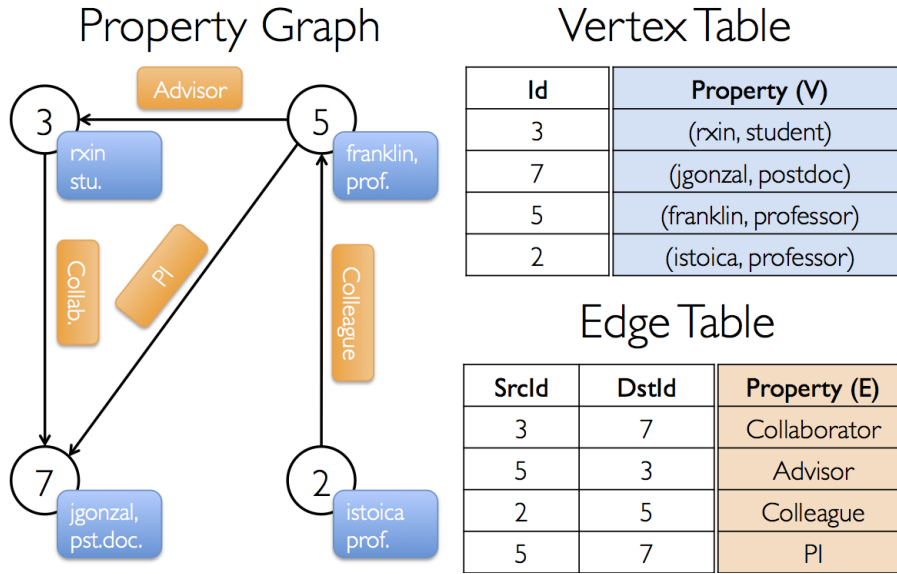 Property Graph
Advisor
3
rxin
stu.
5
franklin,
prof.
Collab.
PI
Colleague
7
jgonzal,
pst.doc.
2
istoica
prof.
Vertex Table
Id Property (V)
3 (rxin, student)
7 (jgonzal, postdoc)
5 (franklin, professor)
2 (istoica, professor)
Edge Table
SrcId DstId Property (E)
3 7 Collaborator
5 3 Advisor
2 5 Colleague
5 7 PI